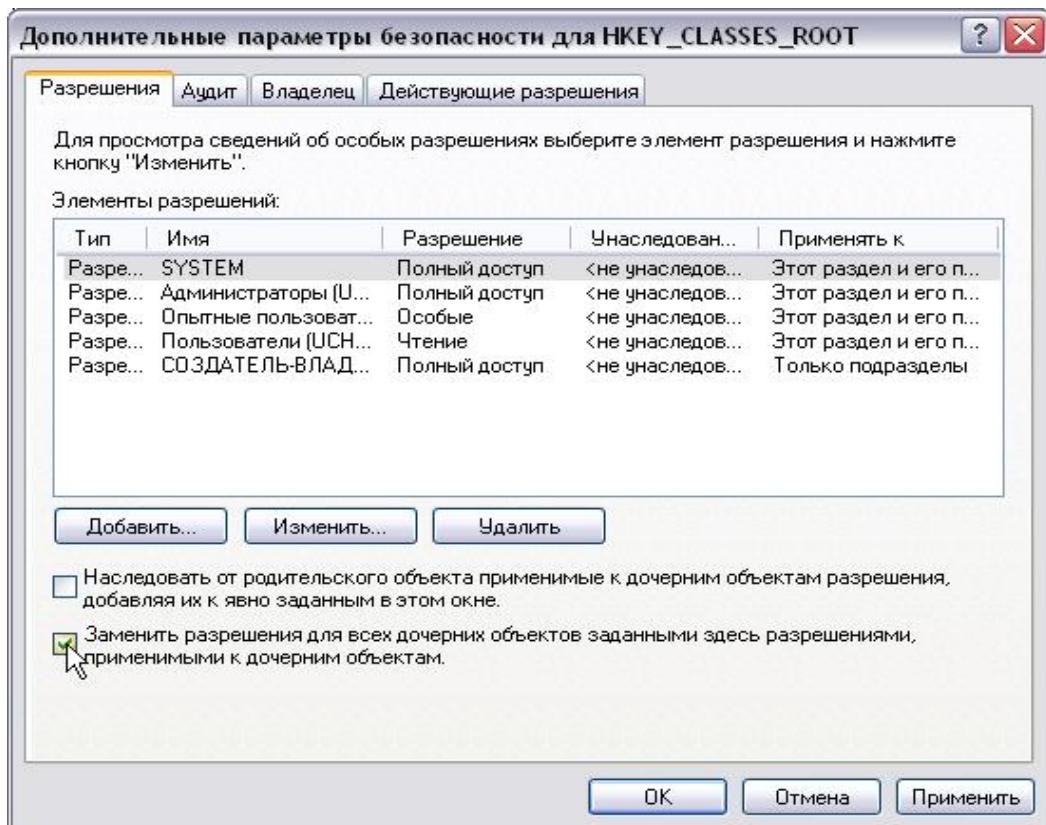 Дополнительные параметры безопасности для HKEY_CLASSES_ROOT
Разрешения Аудит Владелец Действующие разрешения
Для просмотра сведений об особых разрешениях выберите элемент разрешения и нажмите
кнопку "Изменить".
Элементы разрешений:
Тип Имя Разрешение Унаследован... Применять к
Разре... SYSTEM Полный доступ <не унаследов... Этот раздел и его п...
Разре... Администраторы (U... Полный доступ <не унаследов... Этот раздел и его п...
Разре... Опытные пользоват... Особые <не унаследов... Этот раздел и его п...
Разре... Пользователи (UCH... Чтение <не унаследов... Этот раздел и его п...
Разре... СОЗДАТЕЛЬ-ВЛАД... Полный доступ <не унаследов... Только подразделы
Добавить... Изменить... Удалить
Наследовать от родительского объекта применимые к дочерним объектам разрешения,
добавляя их к явно заданным в этом окне.
Заменить разрешения для всех дочерних объектов заданными здесь разрешениями,
применимыми к дочерним объектам.
OK Отмена Применить